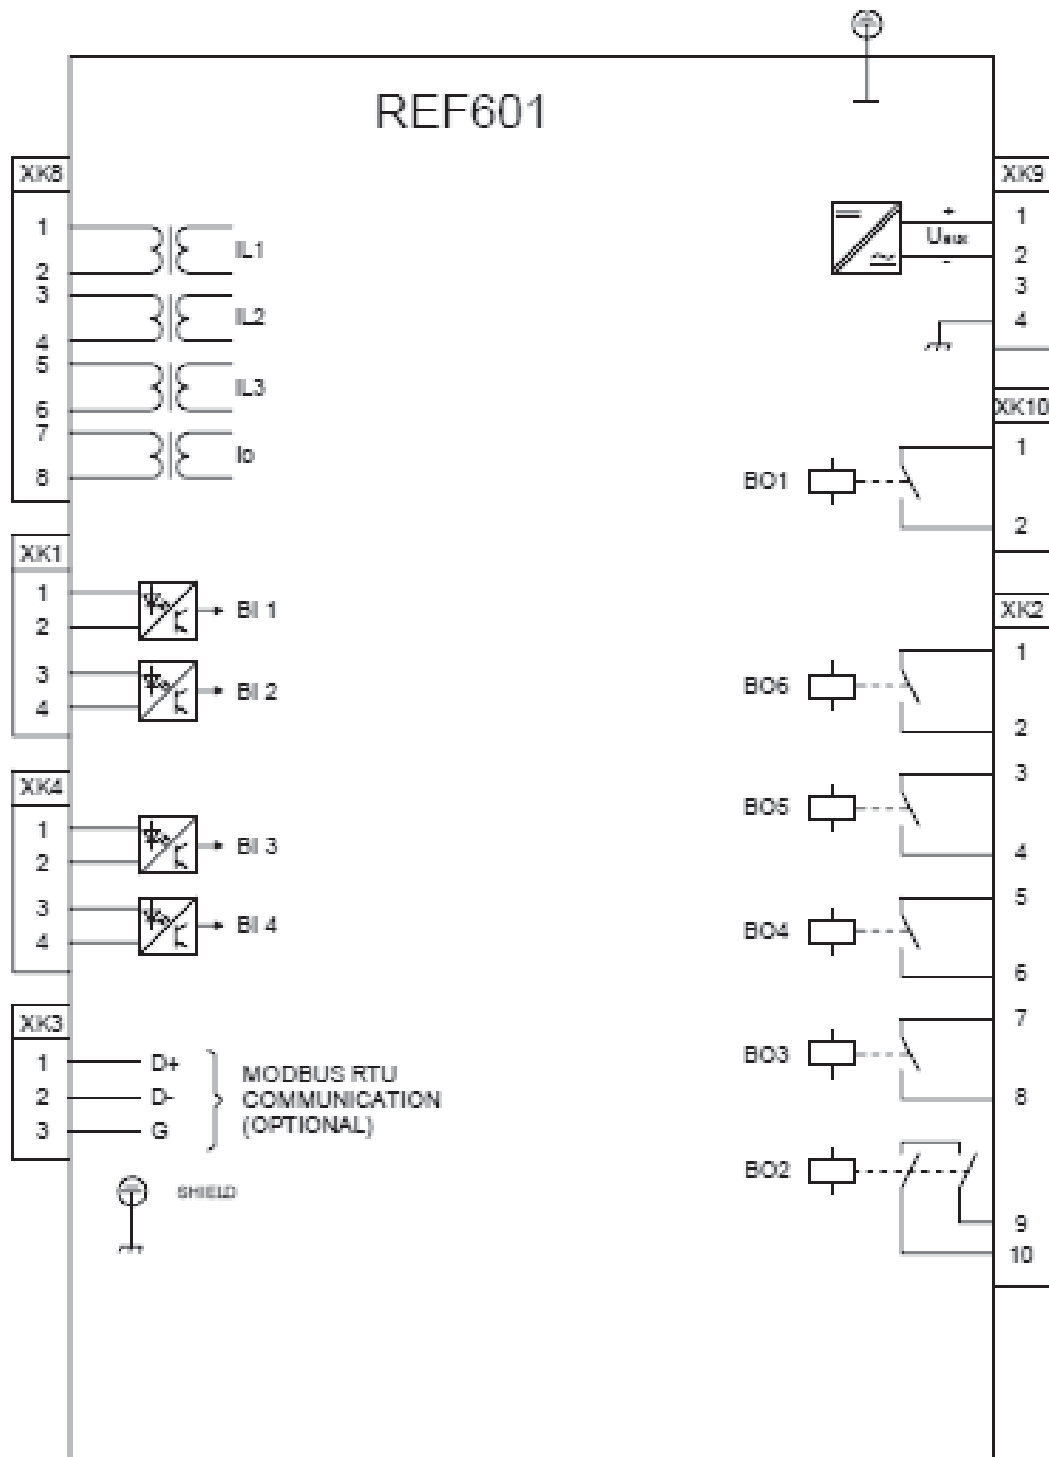 REF601
XK8
1
2
3
4
5
6
7
8
IL1
IL2
IL3
Io
XK1
1
2
3
4
BI 1
BI 2
XK4
1
2
3
4
BI 3
BI 4
XK3
1
2
3
D+
D-
G
MODBUS RTU
COMMUNICATION
(OPTIONAL)
SHIELD
XK9
1
2
3
4
+
Uaux
-
XK10
1
2
BO1
XK2
1
2
3
4
5
6
7
8
9
10
BO6
BO5
BO4
BO3
BO2